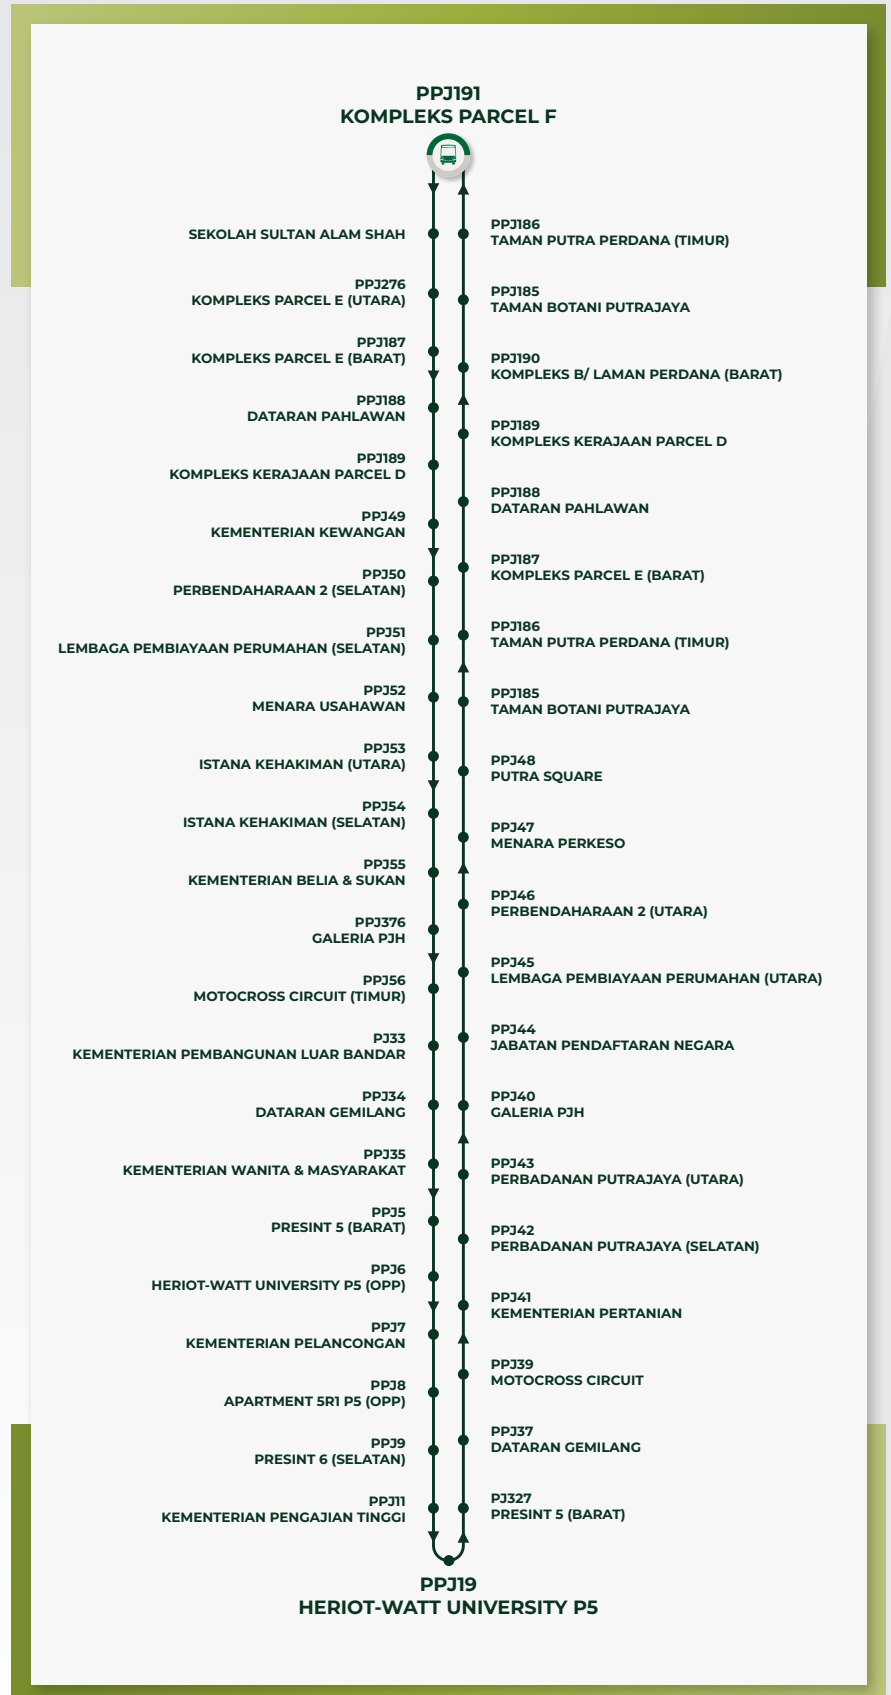 PPJ191
KOMPLEKS PARCEL F
SEKOLAH SULTAN ALAM SHAH
PPJ276
KOMPLEKS PARCEL E (UTARA)
PPJ187
KOMPLEKS PARCEL E (BARAT)
PPJ188
DATARAN PAHLAWAN
PPJ189
KOMPLEKS KERAJAAN PARCEL D
PPJ49
KEMENTERIAN KEWANGAN
PPJ50
PERBENDAHARAAN 2 (SELATAN)
PPJ51
LEMBAGA PEMBIAYAAN PERUMAHAN (SELATAN)
PPJ52
MENARA USAHAWAN
PPJ53
ISTANA KEHAKIMAN (UTARA)
PPJ54
ISTANA KEHAKIMAN (SELATAN)
PPJ55
KEMENTERIAN BELIA & SUKAN
PPJ376
GALERIA PJH
PPJ56
MOTOCROSS CIRCUIT (TIMUR)
PJ33
KEMENTERIAN PEMBANGUNAN LUAR BANDAR
PPJ34
DATARAN GEMILANG
PPJ35
KEMENTERIAN WANITA & MASYARAKAT
PPJ5
PRESINT 5 (BARAT)
PPJ6
HERIOT-WATT UNIVERSITY P5 (OPP)
PPJ7
KEMENTERIAN PELANCONGAN
PPJ8
APARTMENT 5R1 P5 (OPP)
PPJ9
PRESINT 6 (SELATAN)
PPJ11
KEMENTERIAN PENGAJIAN TINGGI
PPJ186
TAMAN PUTRA PERDANA (TIMUR)
PPJ185
TAMAN BOTANI PUTRAJAYA
PPJ190
KOMPLEKS B/ LAMAN PERDANA (BARAT)
PPJ189
KOMPLEKS KERAJAAN PARCEL D
PPJ188
DATARAN PAHLAWAN
PPJ187
KOMPLEKS PARCEL E (BARAT)
PPJ186
TAMAN PUTRA PERDANA (TIMUR)
PPJ185
TAMAN BOTANI PUTRAJAYA
PPJ48
PUTRA SQUARE
PPJ47
MENARA PERKESO
PPJ46
PERBENDAHARAAN 2 (UTARA)
PPJ45
LEMBAGA PEMBIAYAAN PERUMAHAN (UTARA)
PPJ44
JABATAN PENDAFTARAN NEGARA
PPJ40
GALERIA PJH
PPJ43
PERBADANAN PUTRAJAYA (UTARA)
PPJ42
PERBADANAN PUTRAJAYA (SELATAN)
PPJ41
KEMENTERIAN PERTANIAN
PPJ39
MOTOCROSS CIRCUIT
PPJ37
DATARAN GEMILANG
PJ327
PRESINT 5 (BARAT)
PPJ19
HERIOT-WATT UNIVERSITY P5